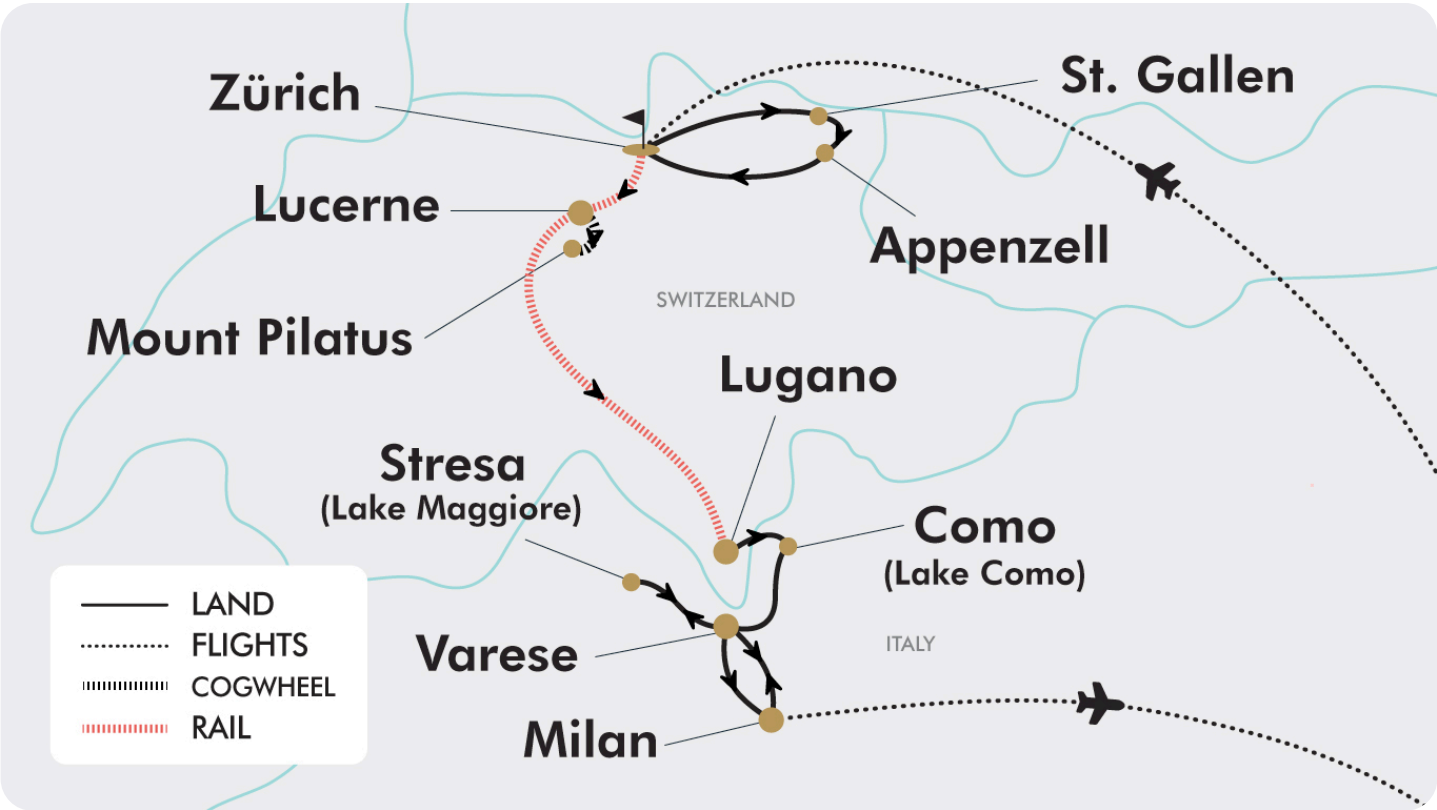 Zürich
St. Gallen
Lucerne
Appenzell
SWITZERLAND
Mount Pilatus
Lugano
Stresa
(Lake Maggiore)
Como
(Lake Como)
Varese
ITALY
Milan
LAND
FLIGHTS
COGWHEEL
RAIL